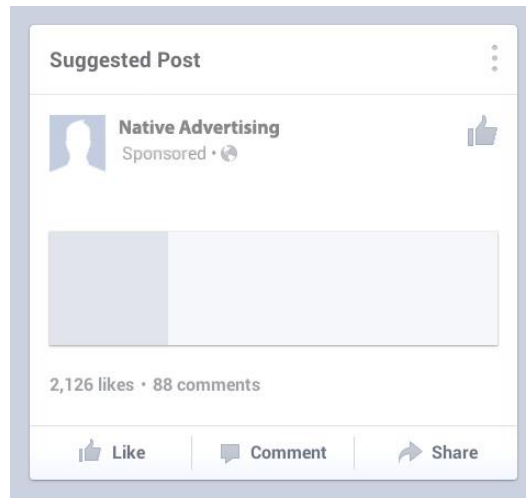 Suggested Post
Native Advertising
Sponsored •
2,126 likes • 88 comments
Like Comment Share